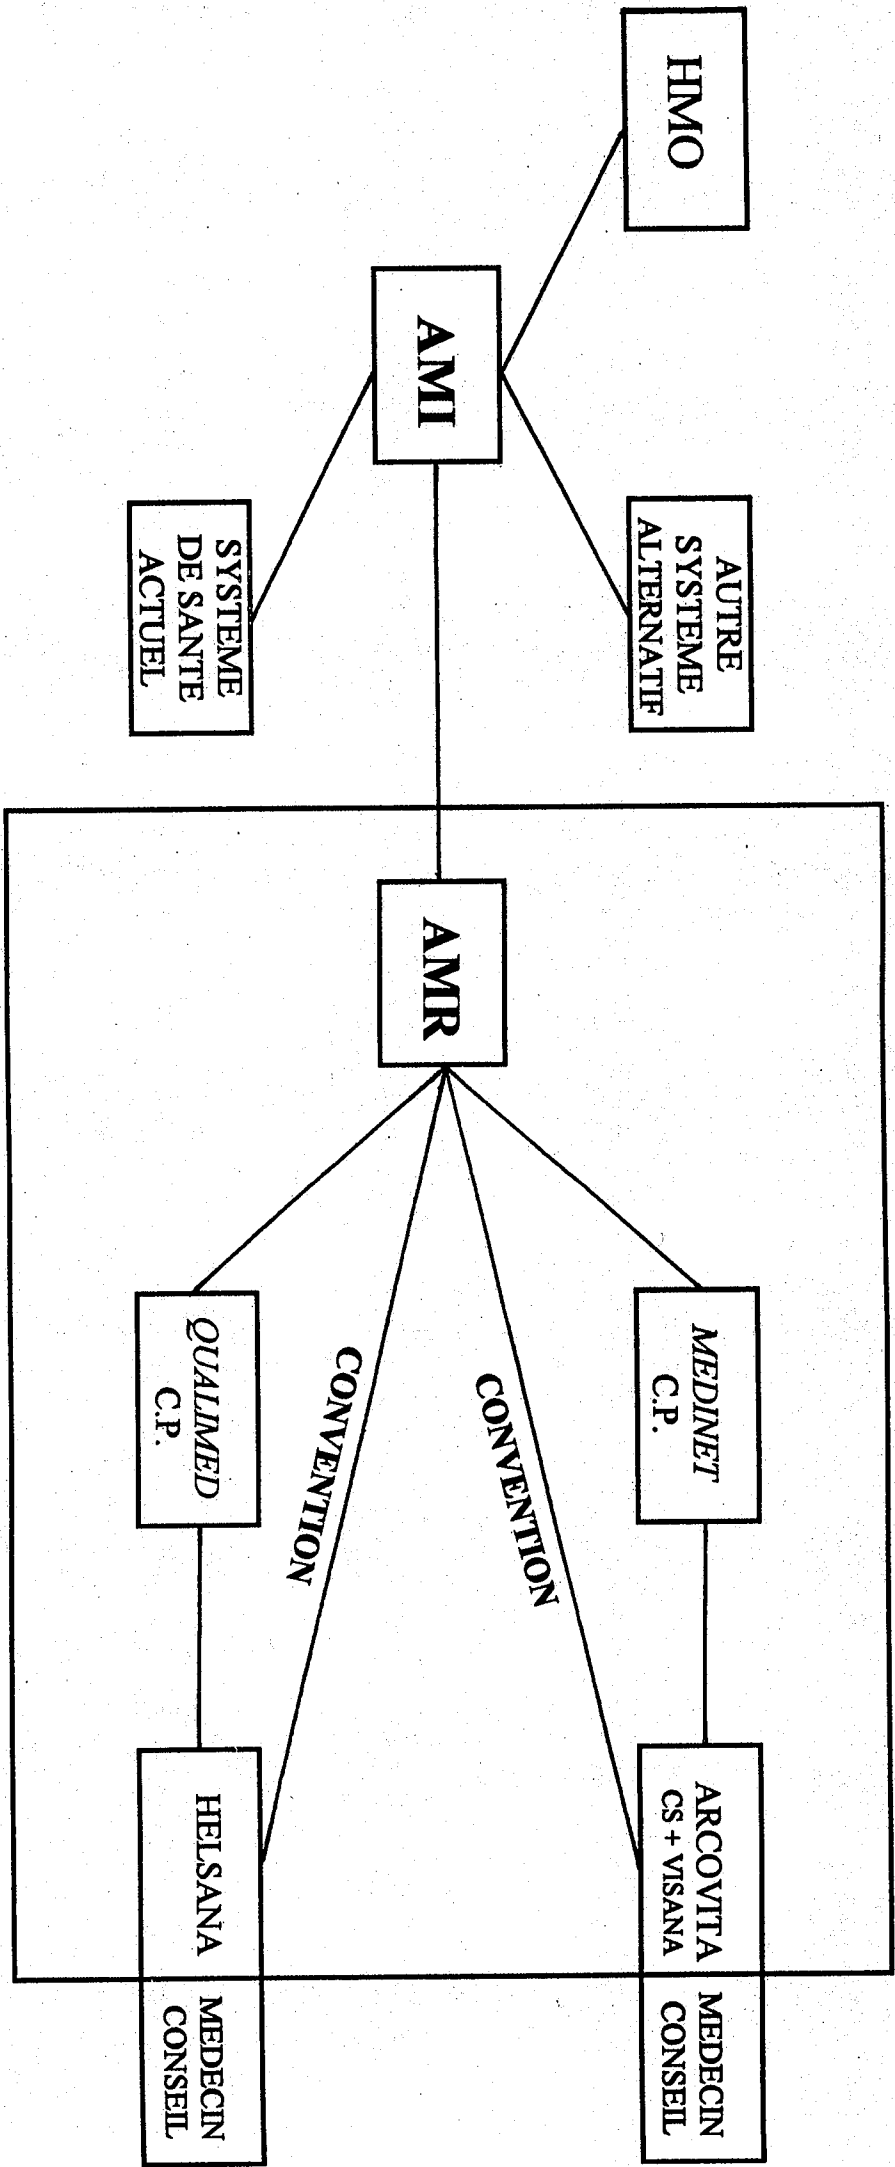 HMO
AUTRE
SYSTEME
ALTERNATIF
AMI
SYSTEME
DE SANTE
ACTUEL
AMR
MEDINET
C.P.
ARCOVITA
CS + VISANA
MEDECIN
CONSEIL
CONVENTION
CONVENTION
QUALIMED
C.P.
HELSANA
MEDECIN
CONSEIL